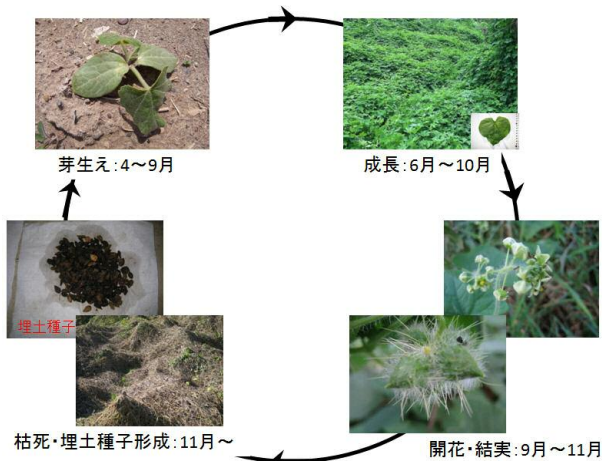 芽生え：4～9月
成長：6月～10月
埋土種子
枯死・埋土種子形成：11月～
開花・結実：9月～11月